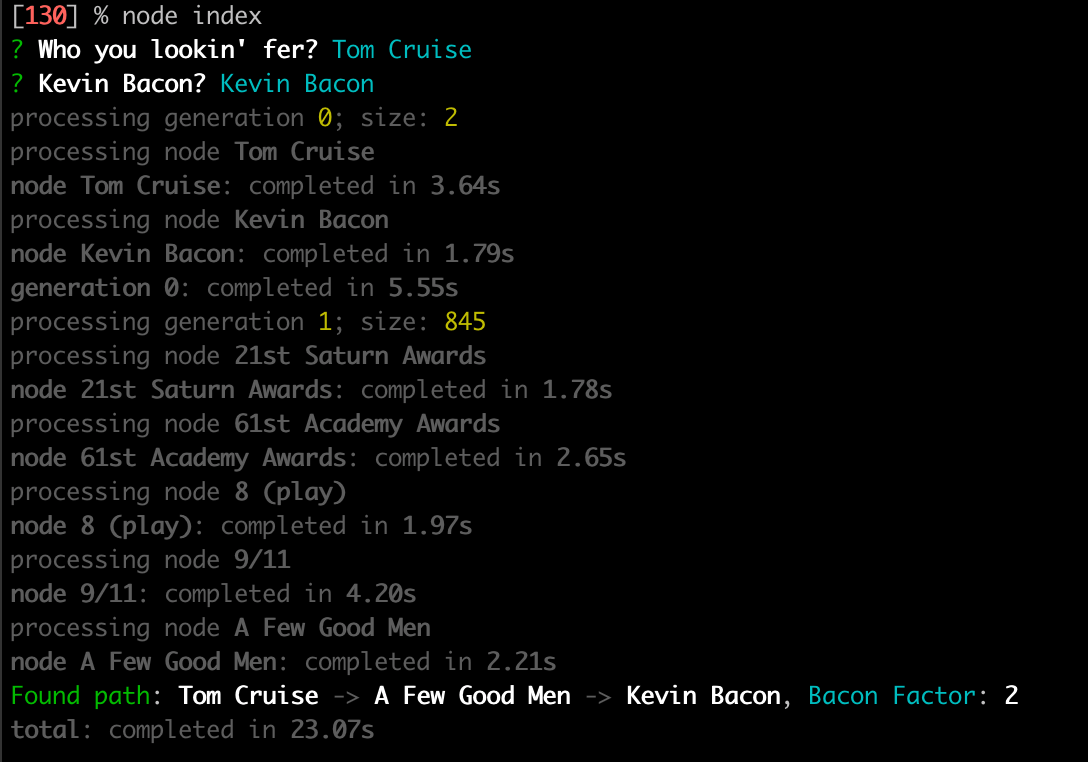 [130] % node index
? Who you lookin' fer? Tom Cruise
? Kevin Bacon? Kevin Bacon
processing generation 0; size: 2
processing node Tom Cruise
node Tom Cruise: completed in 3.64s
processing node Kevin Bacon
node Kevin Bacon: completed in 1.79s
generation 0: completed in 5.55s
processing generation 1; size: 845
processing node 21st Saturn Awards
node 21st Saturn Awards: completed in 1.78s
processing node 61st Academy Awards
node 61st Academy Awards: completed in 2.65s
processing node 8 (play)
node 8 (play): completed in 1.97s
processing node 9/11
node 9/11: completed in 4.20s
processing node A Few Good Men
node A Few Good Men: completed in 2.21s
Found path: Tom Cruise -> A Few Good Men -> Kevin Bacon, Bacon Factor: 2
total: completed in 23.07s